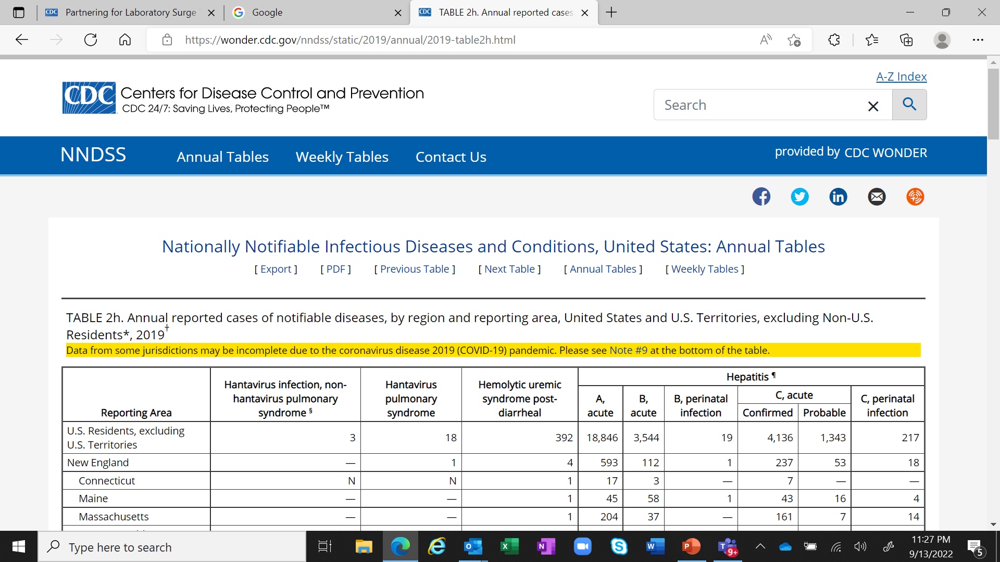 Partnering for Laboratory Surge
Google
TABLE 2h. Annual reported cases
https://wonder.cdc.gov/nndss/static/2019/annual/2019-table2h.html
A-Z Index
CDC Centers for Disease Control and Prevention
CDC 24/7: Saving Lives, Protecting People™
Search
NNDSS Annual Tables Weekly Tables Contact Us provided by CDC WONDER
Nationally Notifiable Infectious Diseases and Conditions, United States: Annual Tables
[ Export ] [ PDF ] [ Previous Table ] [ Next Table ] [ Annual Tables ] [ Weekly Tables ]
TABLE 2h. Annual reported cases of notifiable diseases, by region and reporting area, United States and U.S. Territories, excluding Non-U.S.
Residents*, 2019†
Data from some jurisdictions may be incomplete due to the coronavirus disease 2019 (COVID-19) pandemic. Please see Note #9 at the bottom of the table.
Reporting Area
Hantavirus infection, non-
hantavirus pulmonary
syndrome §
Hantavirus
pulmonary
syndrome
Hemolytic uremic
syndrome post-
diarrheal
Hepatitis ¶
A,
acute
B,
acute
B, perinatal
infection
C, acute
Confirmed Probable
C, perinatal
infection
U.S. Residents, excluding
U.S. Territories
3 18 392 18,846 3,544 19 4,136 1,343 217
New England — 1 4 593 112 1 237 53 18
Connecticut N N 1 17 3 — 7 — —
Maine — — 1 45 58 1 43 16 4
Massachusetts — — 1 204 37 — 161 7 14
Type here to search
9+
11:27 PM
9/13/2022
5